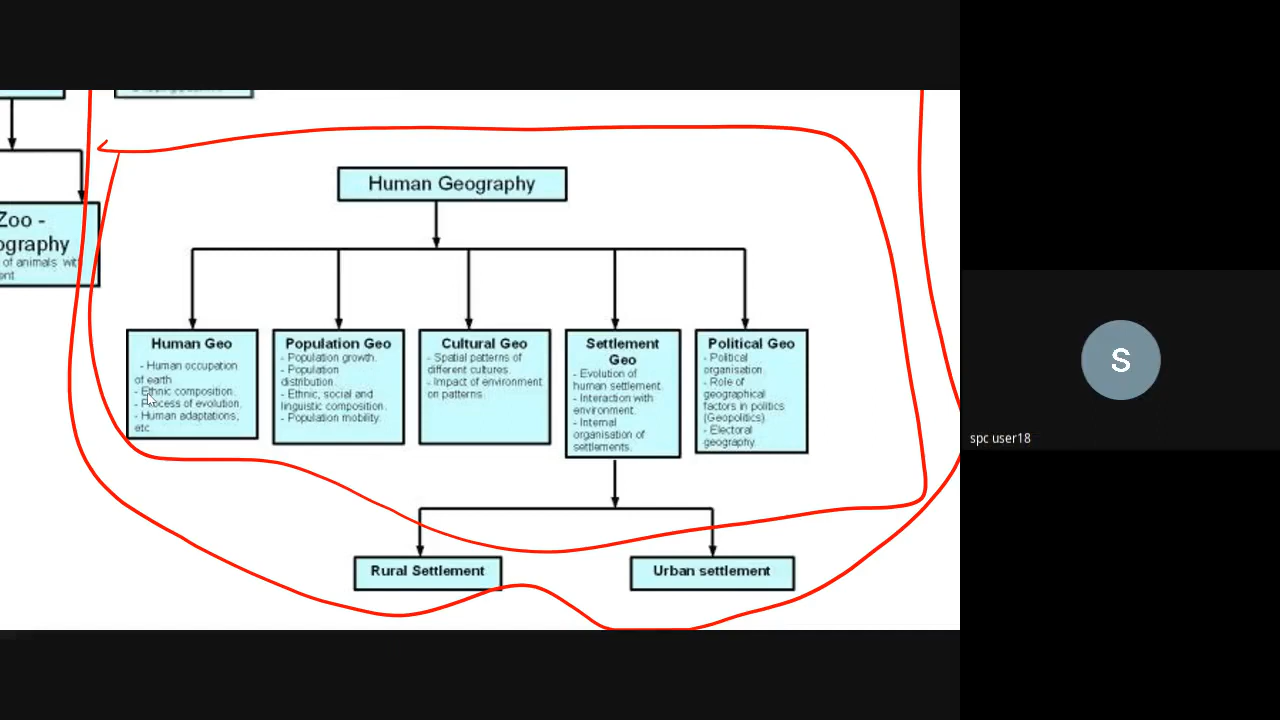 Human Geography
Zoo -
ography
of animals with
ent
Human Geo
- Human occupation
of earth
- Ethnic composition.
- Process of evolution.
- Human adaptations,
etc
Population Geo
- Population growth.
- Population
distribution.
- Ethnic, social and
linguistic composition.
- Population mobility.
Cultural Geo
- Spatial patterns of
different cultures.
- Impact of environment
on patterns.
Settlement
Geo
- Evolution of
human settlement.
- Interaction with
environment.
- Internal
organisation of
settlements.
Political Geo
- Political
organisation.
- Role of
geographical
factors in politics
(Geopolitics)
- Electoral
geography
Rural Settlement
Urban settlement
S
spc user18